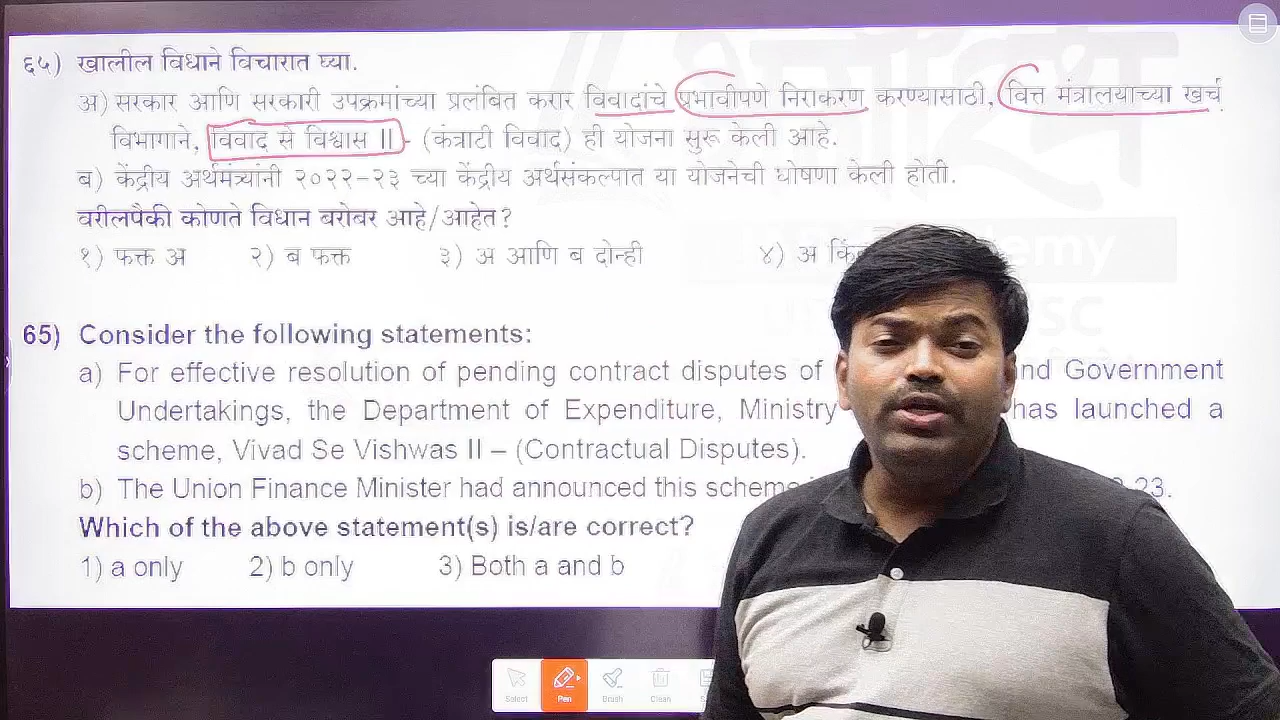 ६५) खालील विधाने विचारात घ्या.
अ) सरकार आणि सरकारी उपक्रमांच्या प्रलंबित करार विवादांचे प्रभावीपणे निराकरण करण्यासाठी, वित्त मंत्रालयाच्या खर्च
विभागाने, विवाद से विश्वास II- (कंत्राटी विवाद) ही योजना सुरू केली आहे.
ब) केंद्रीय अर्थमंत्र्यांनी २०२२-२३ च्या केंद्रीय अर्थसंकल्पात या योजनेची घोषणा केली होती.
वरीलपैकी कोणते विधान बरोबर आहे/आहेत?
१) फक्त अ २) ब फक्त ३) अ आणि ब दोन्ही ४) अ
65) Consider the following statements:
a) For effective resolution of pending contract disputes of nd Government
Undertakings, the Department of Expenditure, Ministry has launched a
scheme, Vivad Se Vishwas II – (Contractual Disputes).
b) The Union Finance Minister had announced this scheme 23.
Which of the above statement(s) is/are correct?
1) a only 2) b only 3) Both a and b
Select Pen Brush Clean